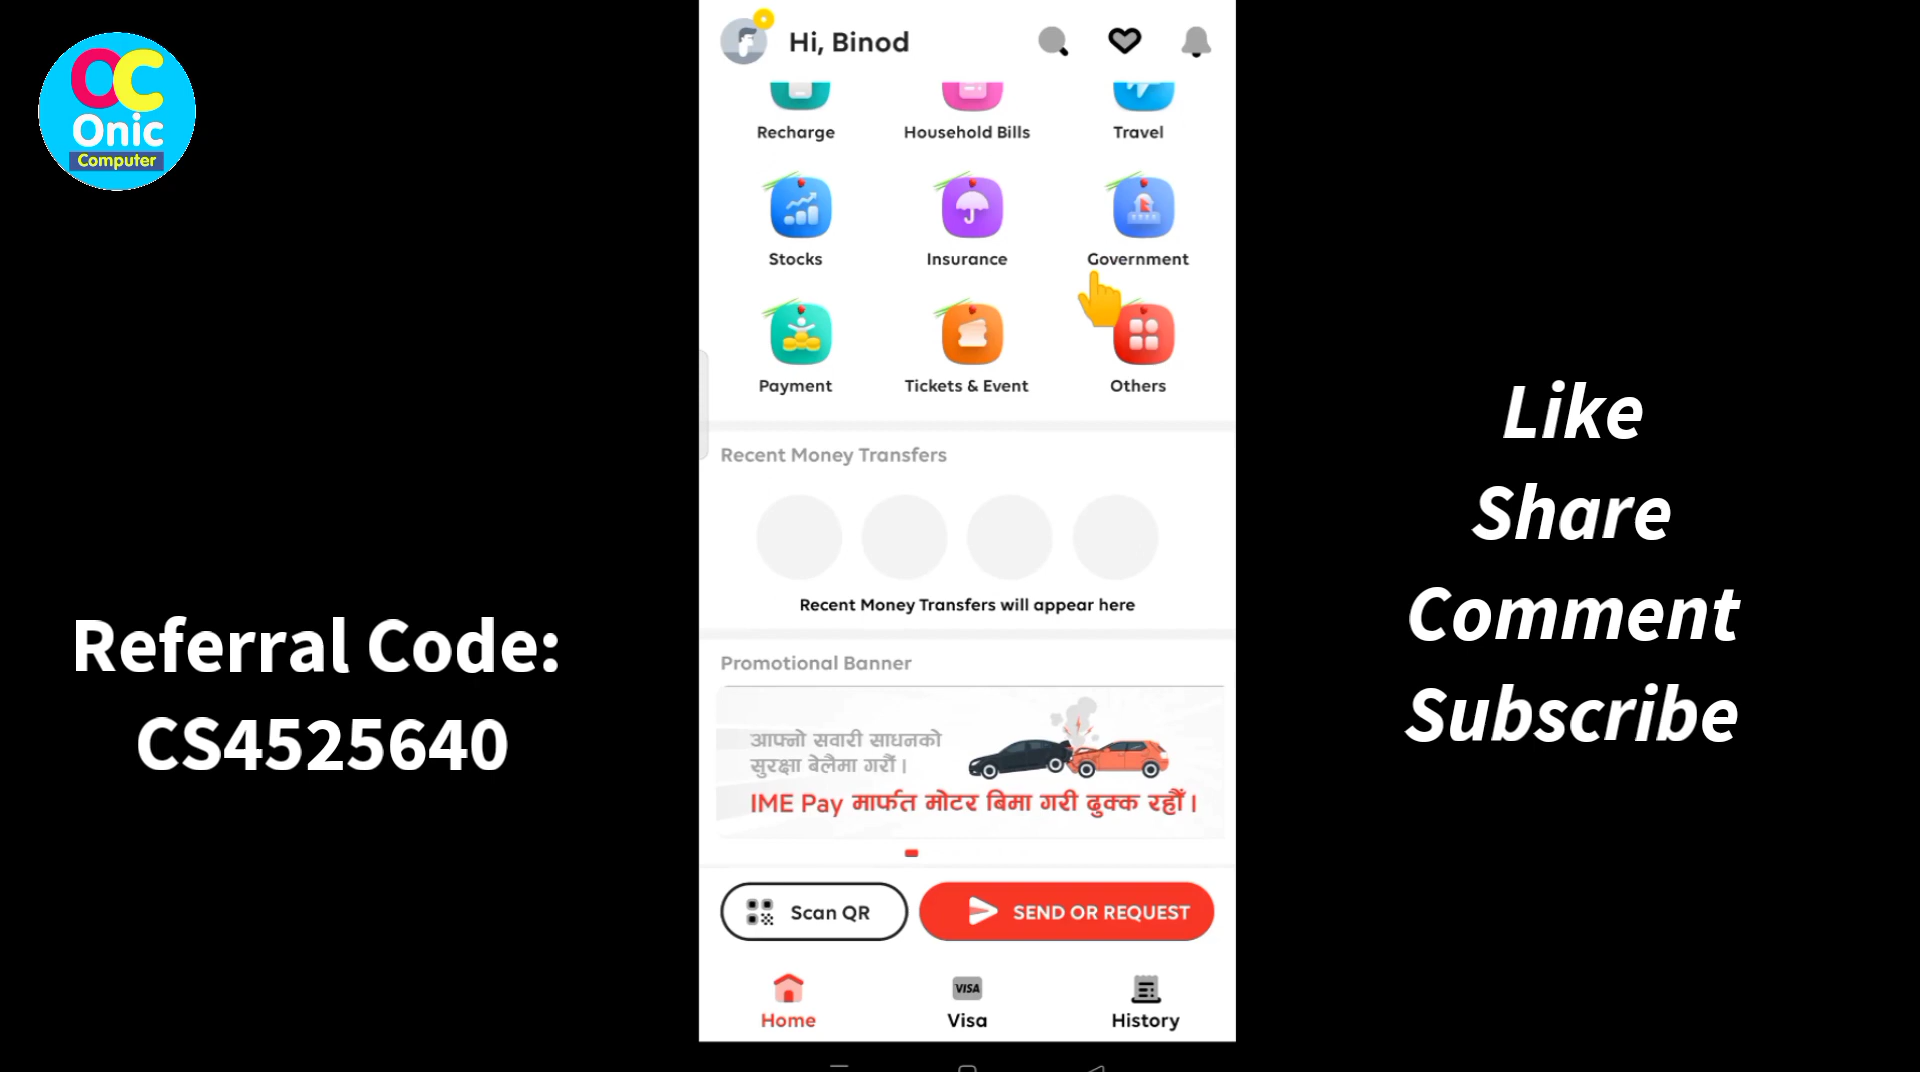 OC
Onic
Computer
Hi, Binod
Recharge
Household Bills
Travel
Stocks
Insurance
Government
Payment
Tickets & Event
Others
Recent Money Transfers
Recent Money Transfers will appear here
Promotional Banner
आफ्नो सवारी साधनको
सुरक्षा बेलैमा गरौं ।
IME Pay मार्फत मोटर बिमा गरी ढुक्क रहौँ ।
Scan QR
SEND OR REQUEST
Home
VISA
Visa
History
Referral Code:
CS4525640
Like
Share
Comment
Subscribe